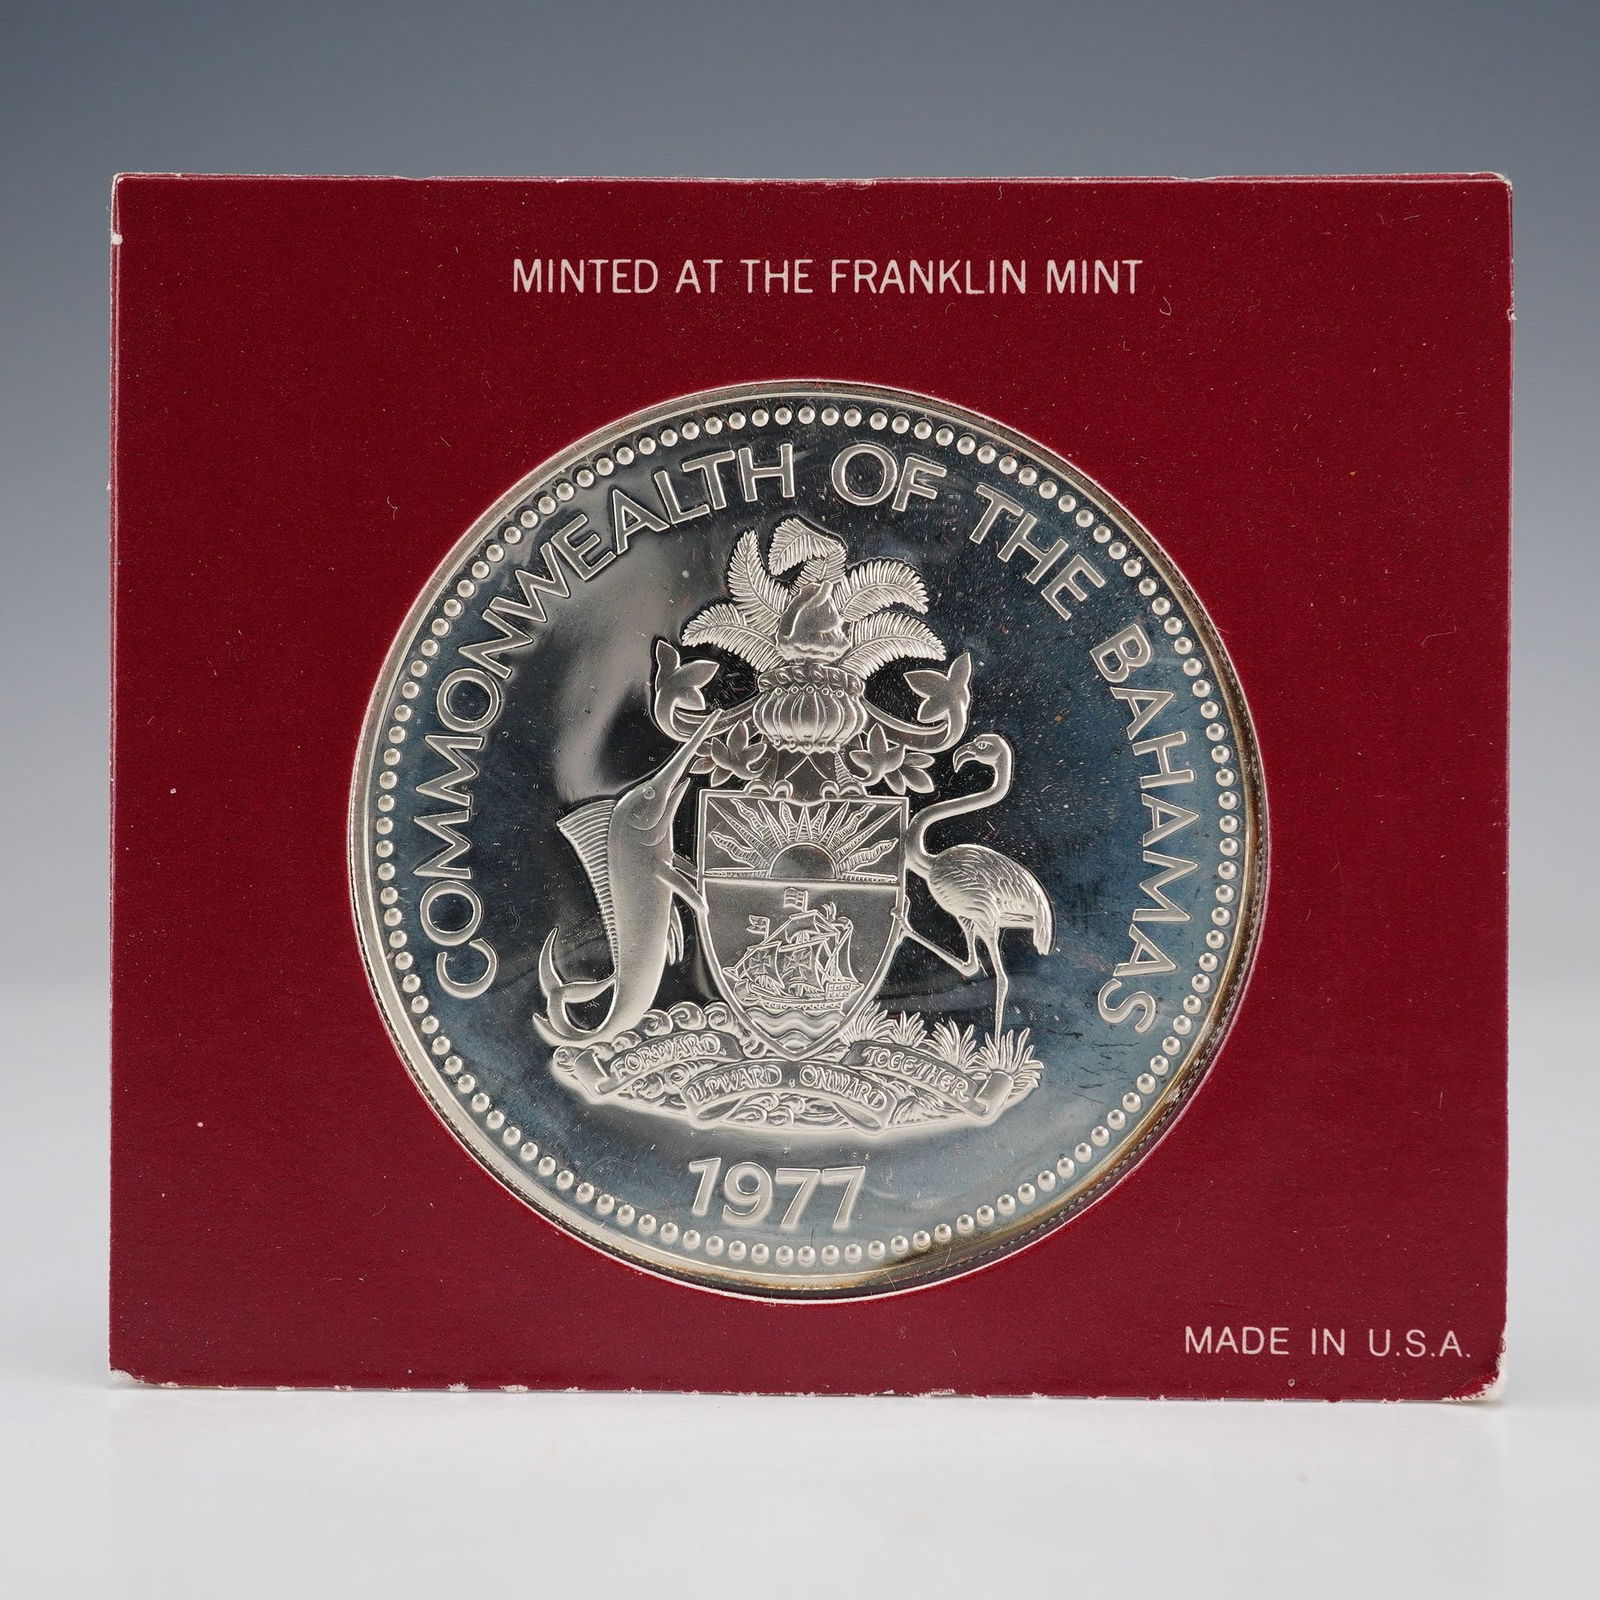 MINTED AT THE FRANKLIN MINT
COMMONWEALTH OF THE BAHAMAS
FORWARD,
UPWARD, ONWARD
TOGETHER
1977
MADE IN U.S.A.